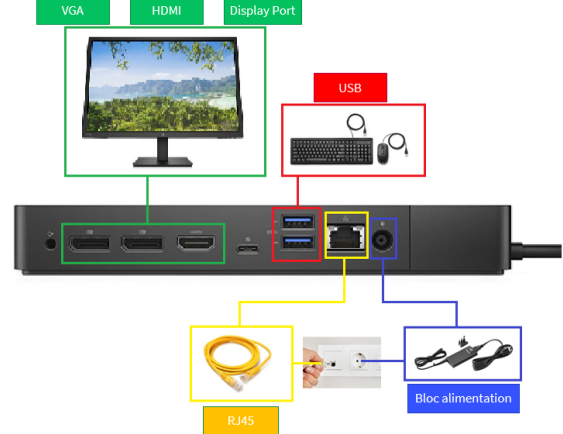 VGA
HDMI
Display Port
USB
RJ45
Bloc alimentation